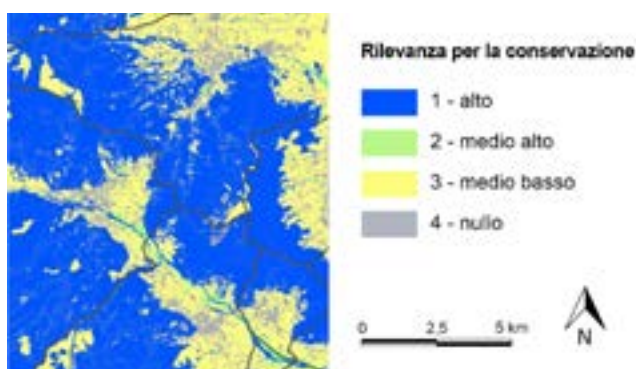 Rilevanza per la conservazione
1 - alto
2 - medio alto
3 - medio basso
4 - nullo
0 2,5 5 km
N